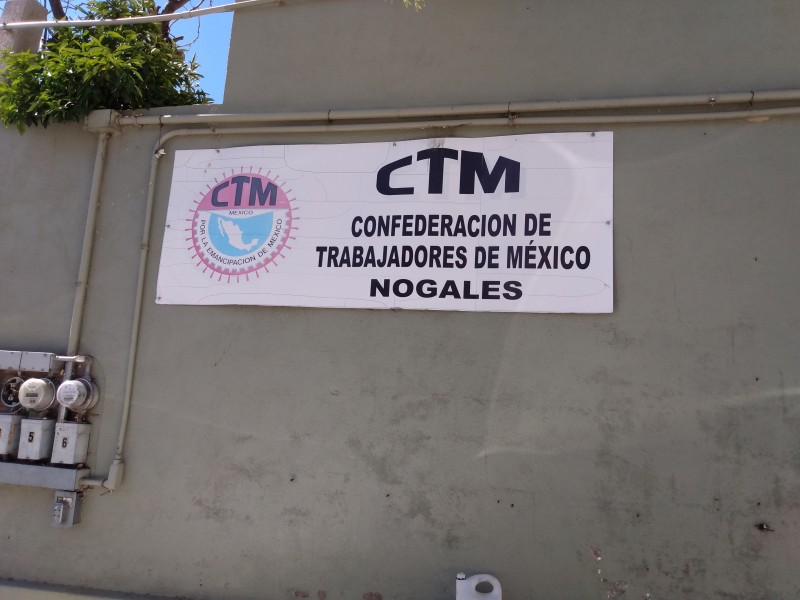 CTM
MEXICO
POR LA EMANCIPACION DE MEXICO
CTM
CONFEDERACION DE
TRABAJADORES DE MÉXICO
NOGALES
5
6